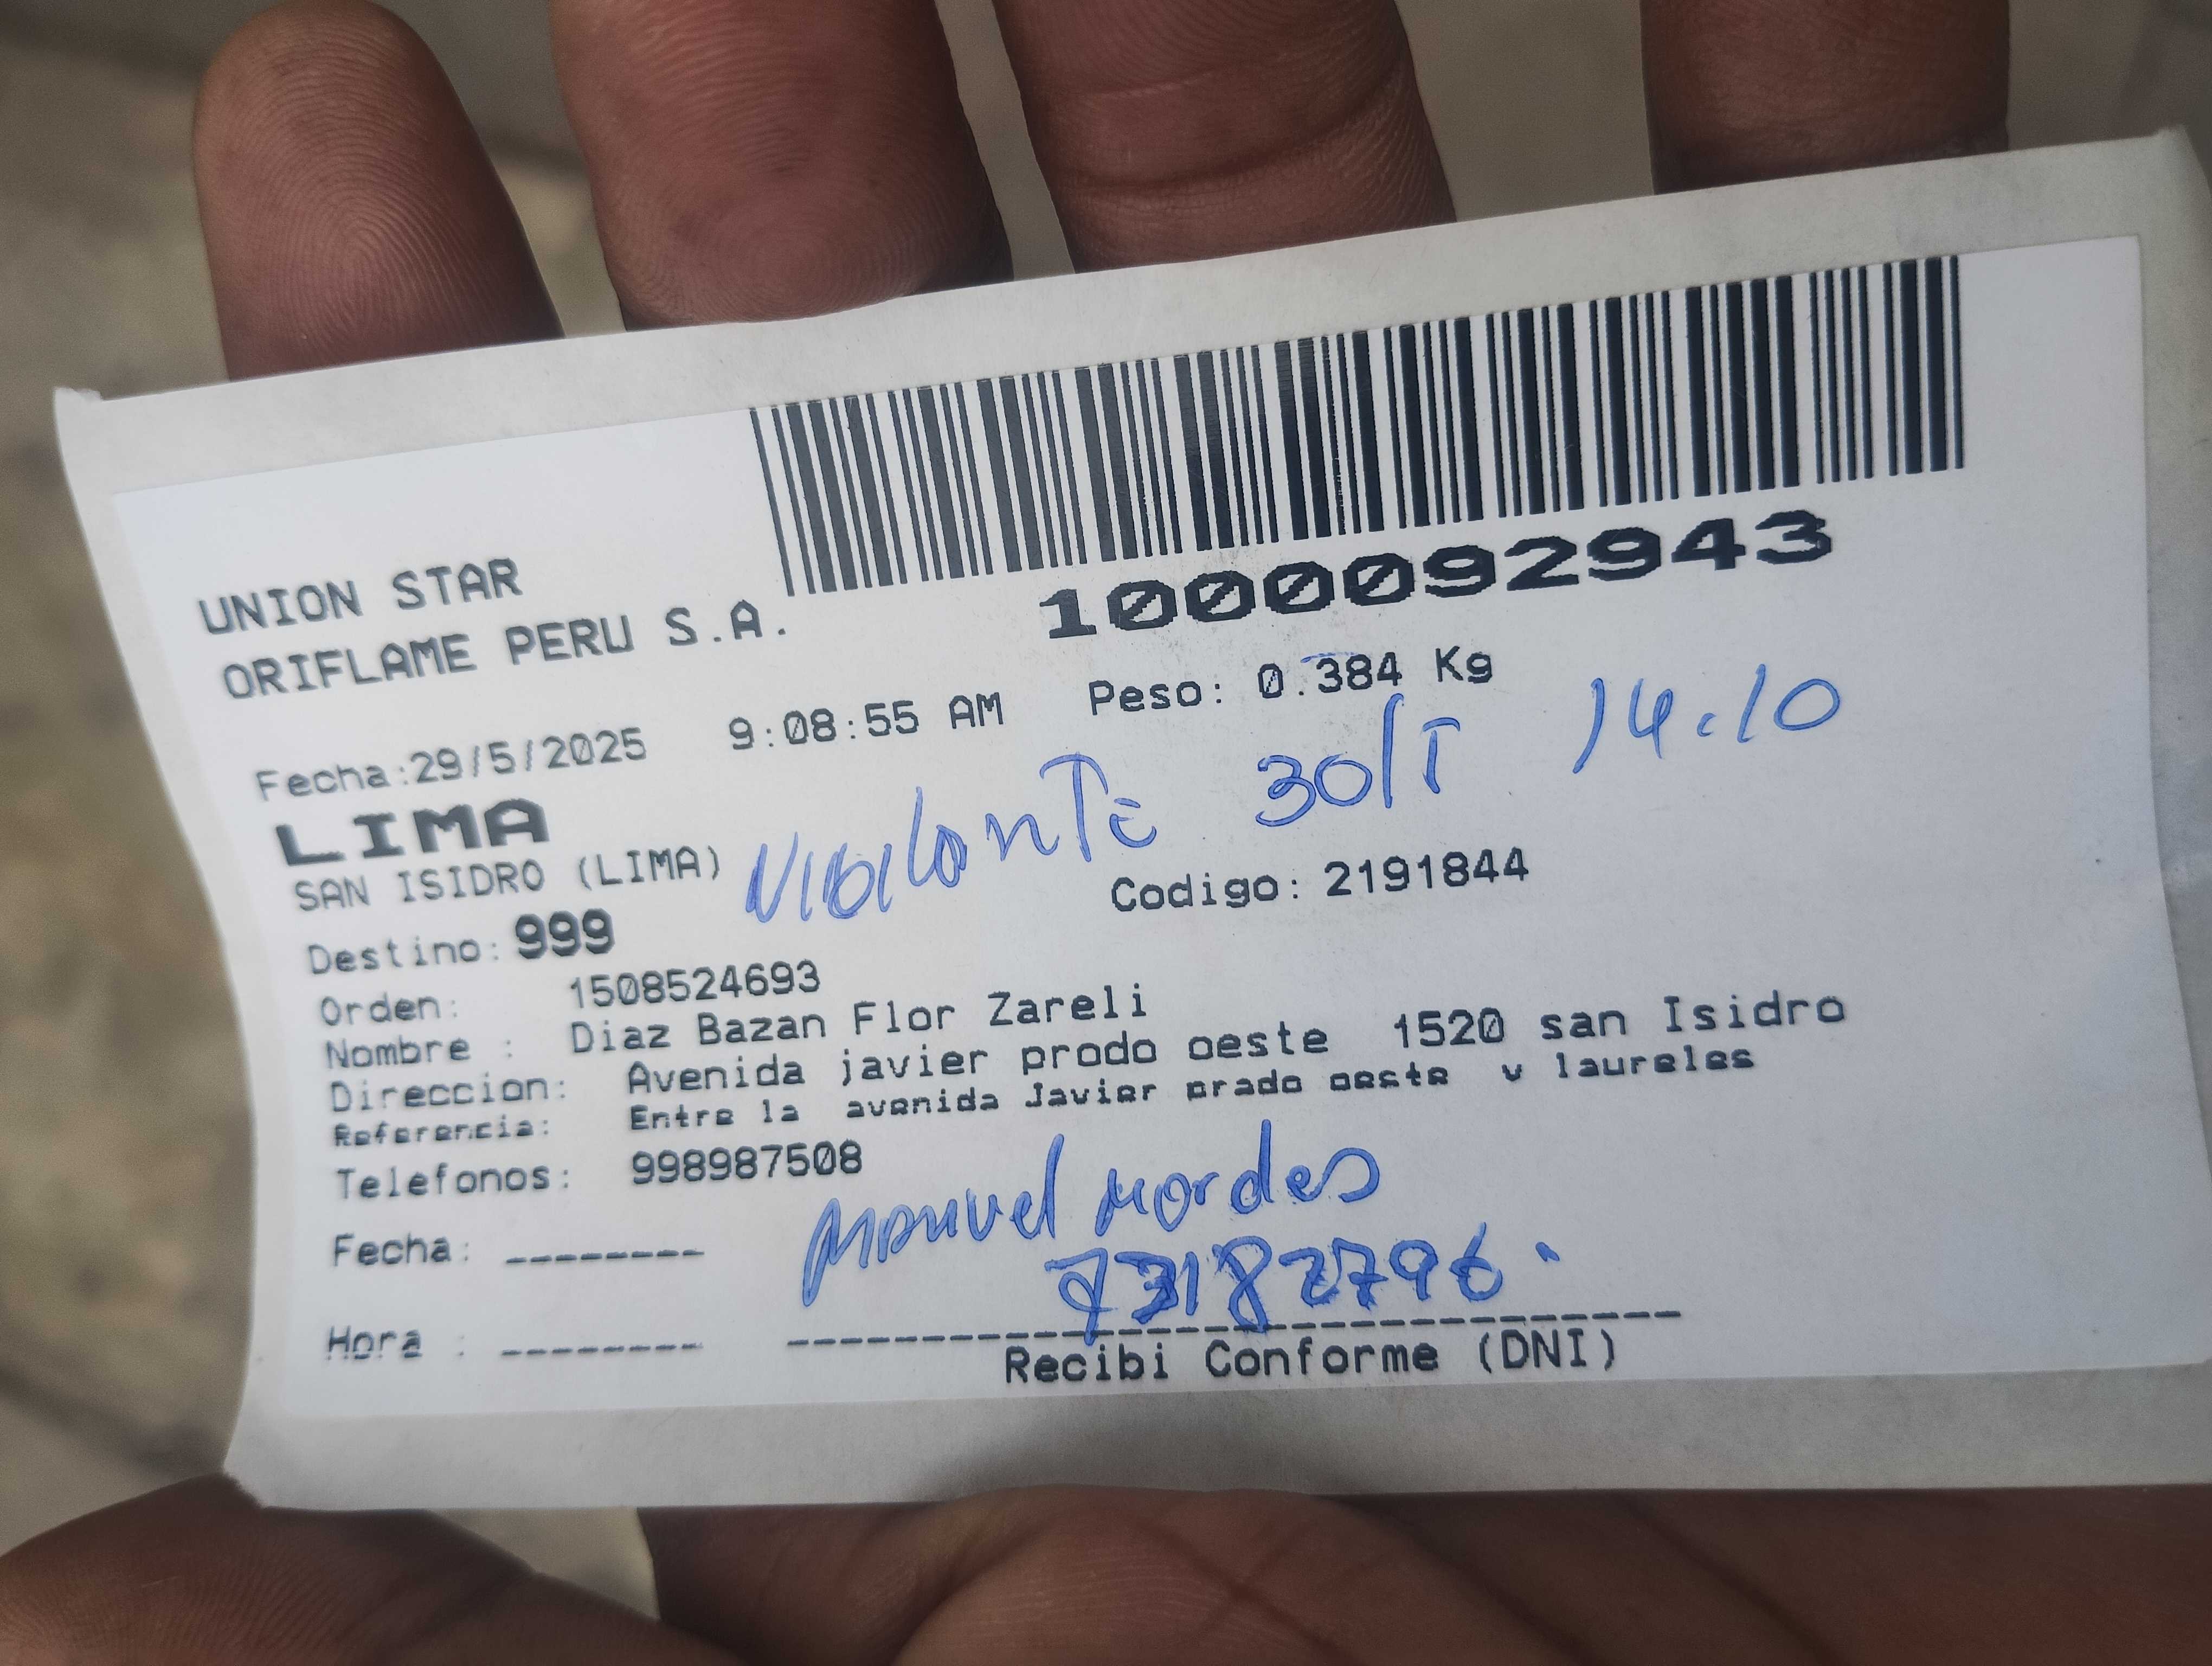 1000092943
UNION STAR
ORIFLAME PERU S.A.
Fecha:29/5/2025 9:08:55 AM Peso: 0.384 Kg
LIMA
SAN ISIDRO (LIMA) Vigilante 30/5 14.10
Destino: 999 Codigo: 2191844
Orden: 1508524693
Nombre : Diaz Bazan Flor Zareli
Direccion: Avenida javier prado oeste 1520 san Isidro
Referencia: Entre la avenida Javier prado oeste y laureles
Telefonos: 998987508
Manuel
Fecha: --------
73182796.
Hora : --------
Recibi Conforme (DNI)